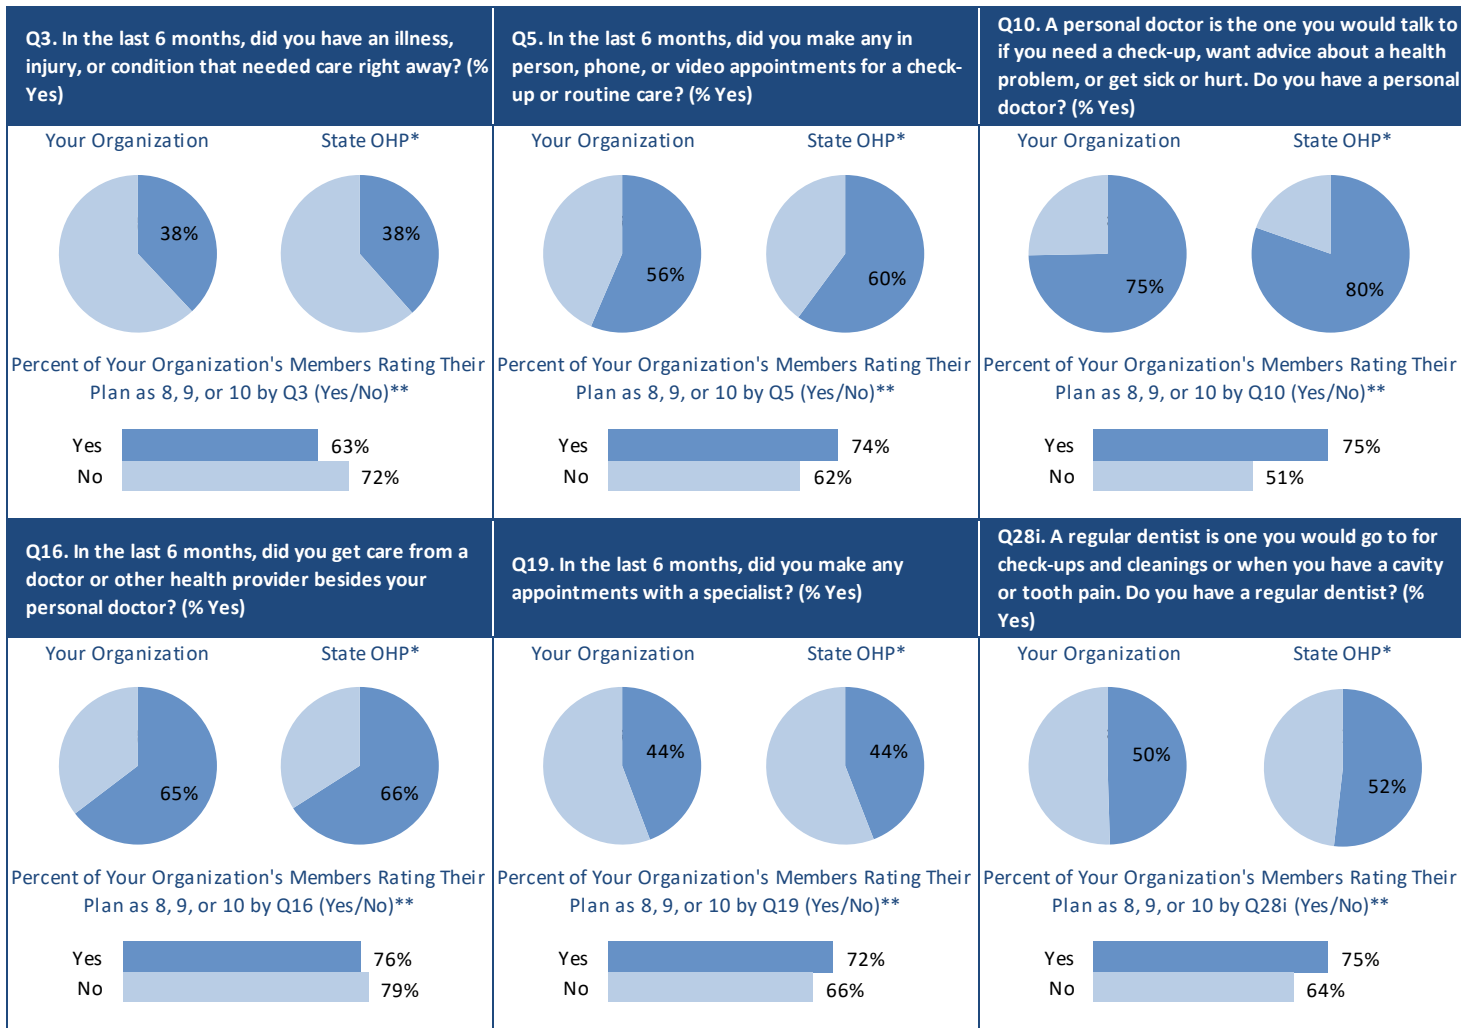 Q3. In the last 6 months, did you have an illness,
injury, or condition that needed care right away? (%
Yes)
Your Organization
State OHP*
38%
38%
Percent of Your Organization's Members Rating Their
Plan as 8, 9, or 10 by Q3 (Yes/No)**
Yes
63%
No
72%
Q5. In the last 6 months, did you make any in
person, phone, or video appointments for a check-
up or routine care? (% Yes)
Your Organization
State OHP*
56%
60%
Percent of Your Organization's Members Rating Their
Plan as 8, 9, or 10 by Q5 (Yes/No)**
Yes
74%
No
62%
Q10. A personal doctor is the one you would talk to
if you need a check-up, want advice about a health
problem, or get sick or hurt. Do you have a personal
doctor? (% Yes)
Your Organization
State OHP*
75%
80%
Percent of Your Organization's Members Rating Their
Plan as 8, 9, or 10 by Q10 (Yes/No)**
Yes
75%
No
51%
Q16. In the last 6 months, did you get care from a
doctor or other health provider besides your
personal doctor? (% Yes)
Your Organization
State OHP*
65%
66%
Percent of Your Organization's Members Rating Their
Plan as 8, 9, or 10 by Q16 (Yes/No)**
Yes
76%
No
79%
Q19. In the last 6 months, did you make any
appointments with a specialist? (% Yes)
Your Organization
State OHP*
44%
44%
Percent of Your Organization's Members Rating Their
Plan as 8, 9, or 10 by Q19 (Yes/No)**
Yes
72%
No
66%
Q28i. A regular dentist is one you would go to for
check-ups and cleanings or when you have a cavity
or tooth pain. Do you have a regular dentist? (%
Yes)
Your Organization
State OHP*
50%
52%
Percent of Your Organization's Members Rating Their
Plan as 8, 9, or 10 by Q28i (Yes/No)**
Yes
75%
No
64%